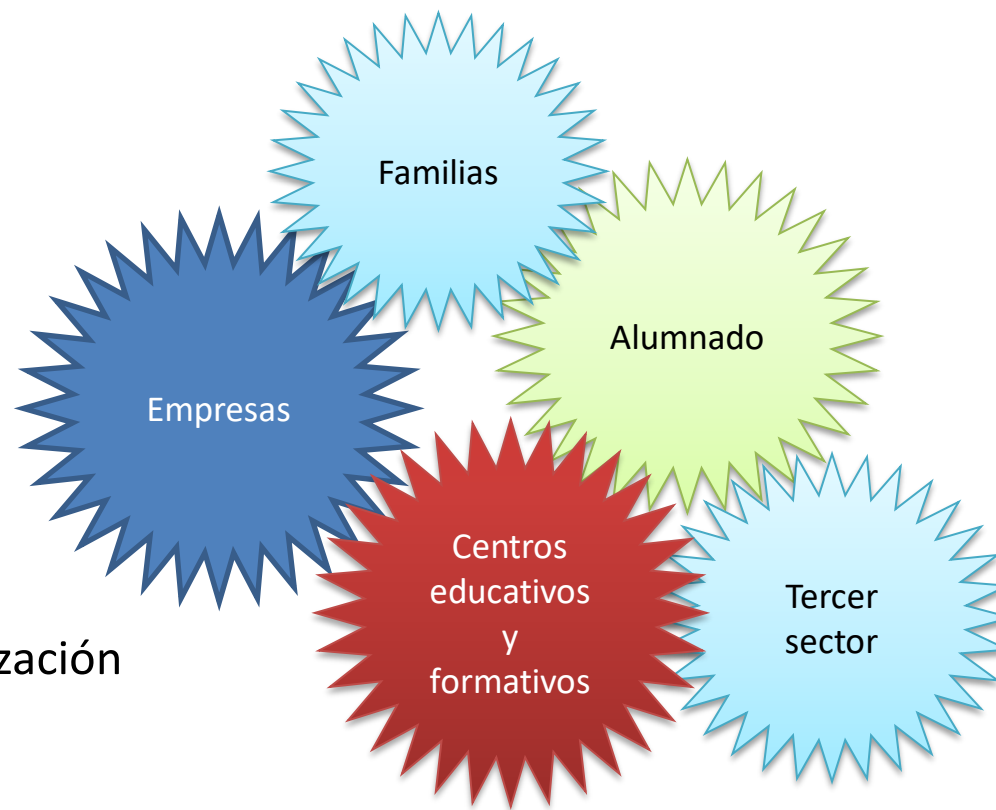 Familias
Alumnado
Empresas
Centros
educativos
y
formativos
Tercer
sector
zación